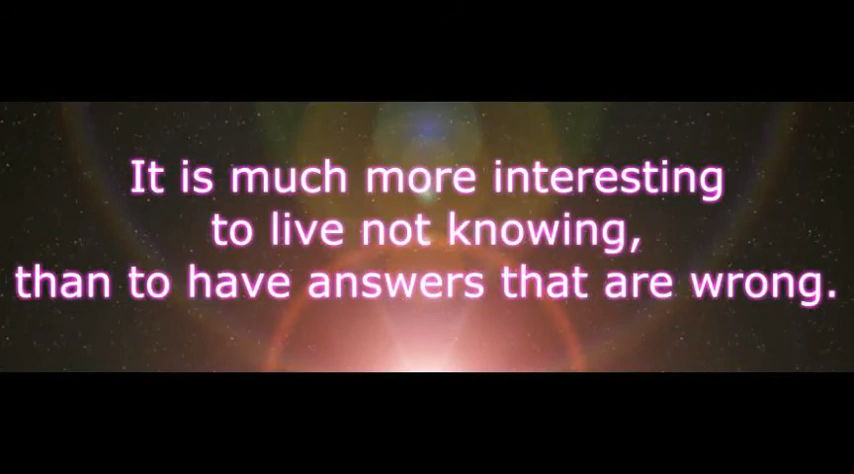 It is much more interesting
to live not knowing,
than to have answers that are wrong.